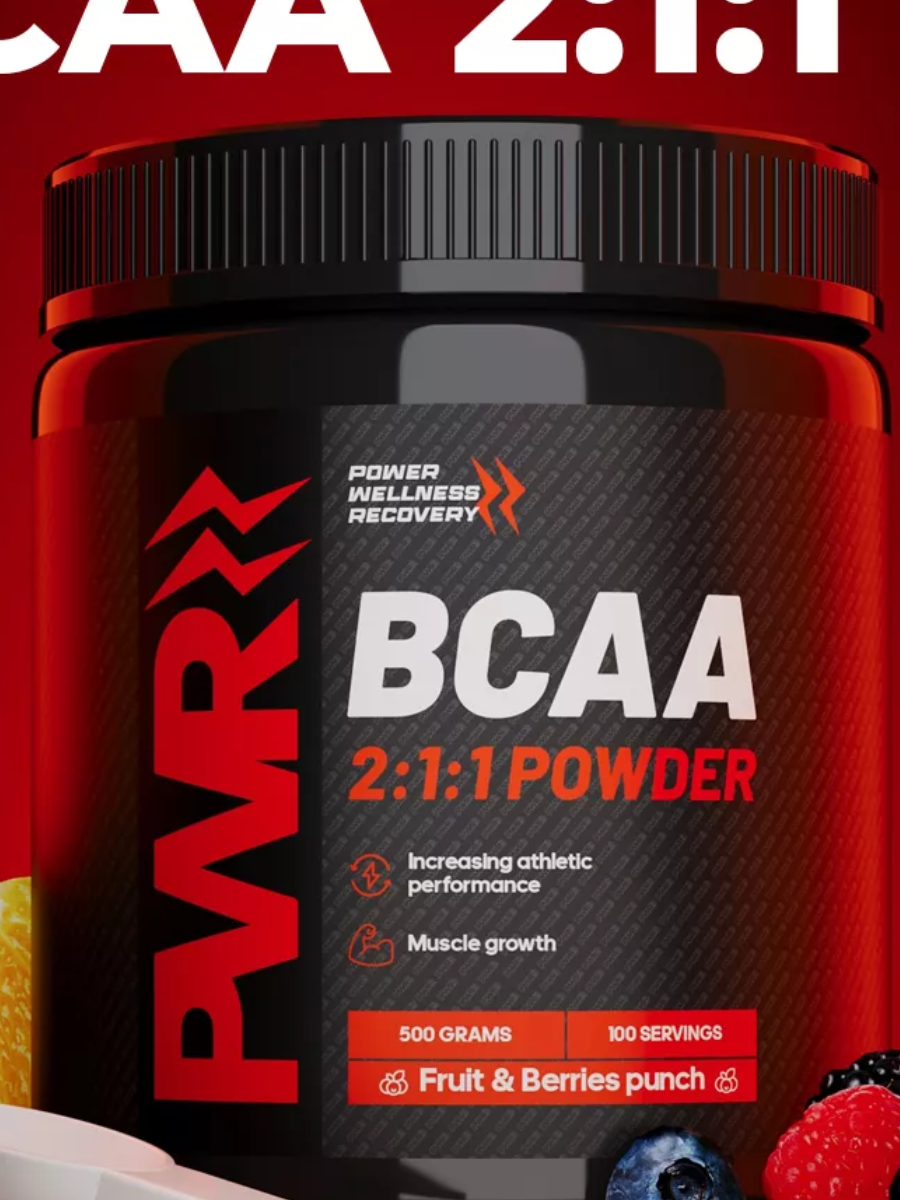 CAA 2:1:1
POWER
WELLNESS
RECOVERY
PWR
BCAA
2:1:1 POWDER
Increasing athletic
performance
Muscle growth
500 GRAMS
100 SERVINGS
Fruit & Berries punch